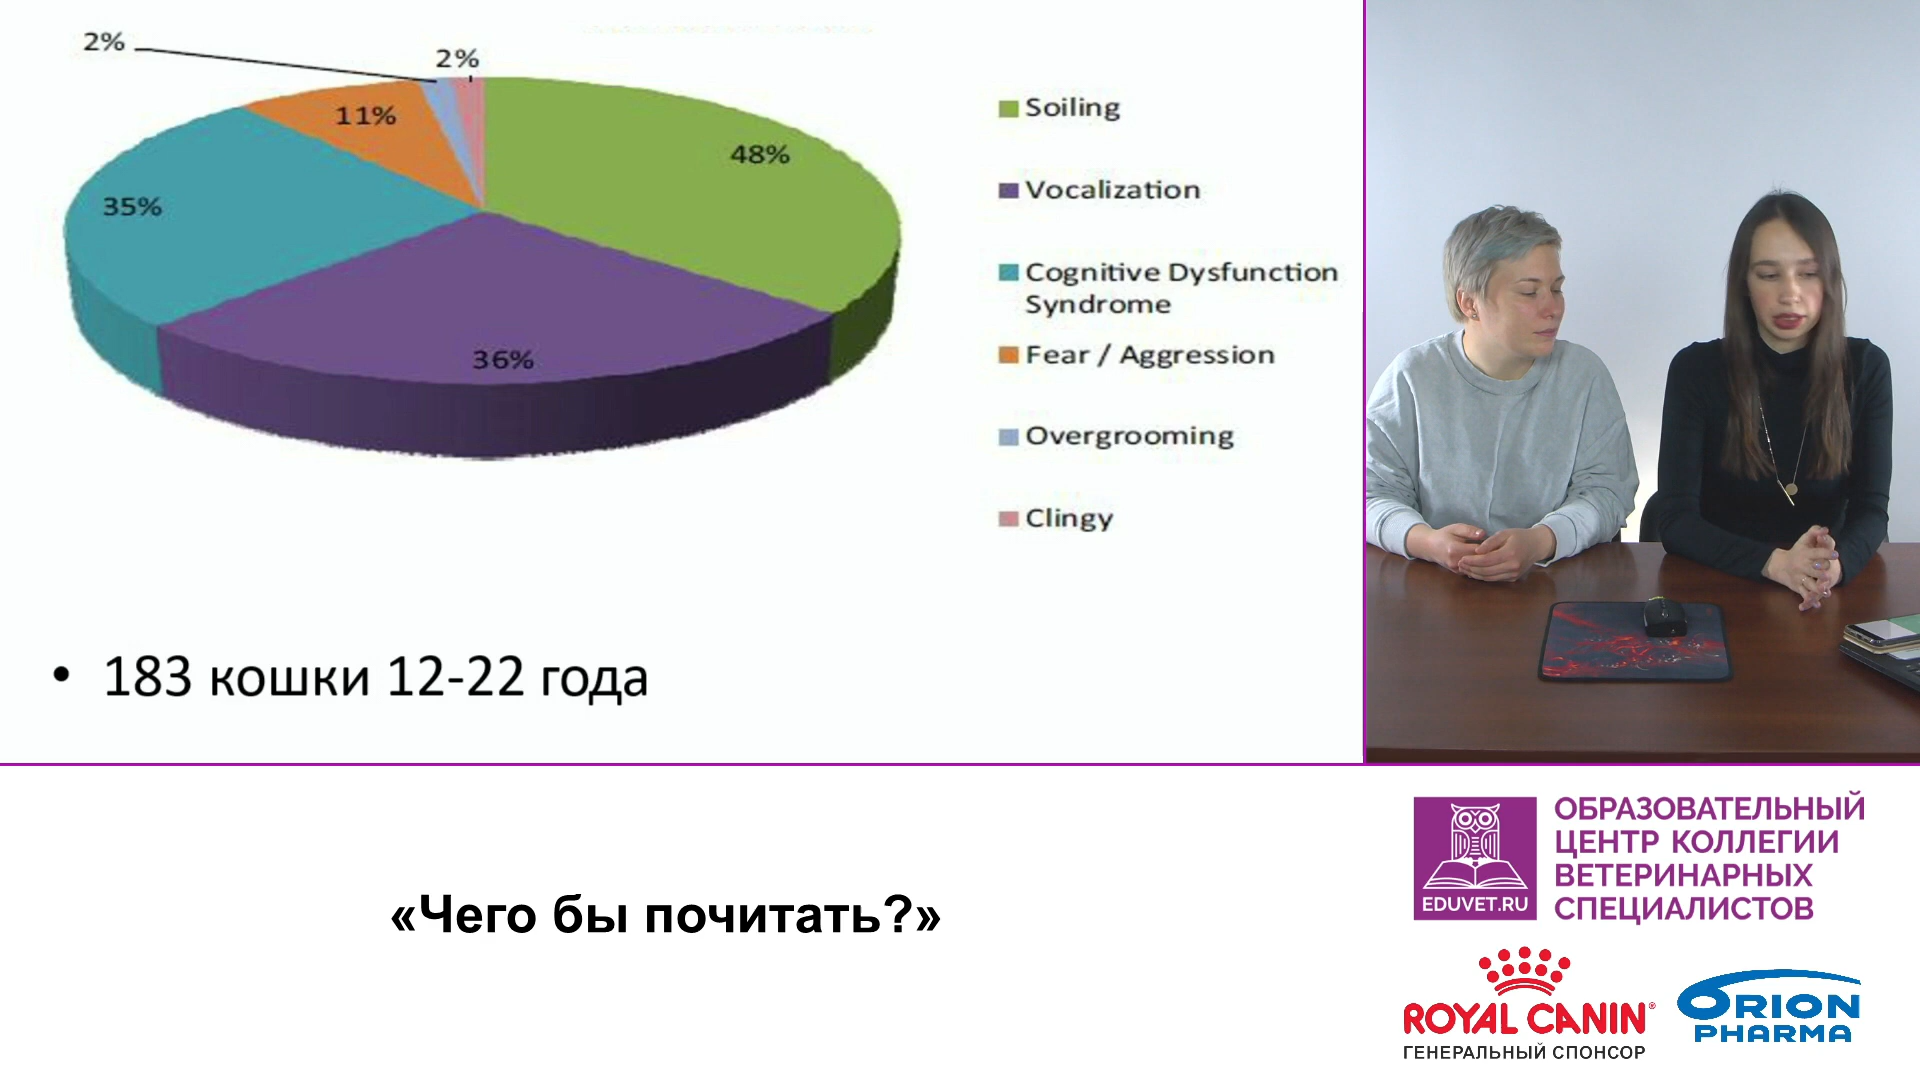 2%
2%
11%
48%
35%
36%
Soiling
Vocalization
Cognitive Dysfunction
Syndrome
Fear / Aggression
Overgrooming
Clingy
• 183 кошки 12-22 года
«Чего бы почитать?»
ОБРАЗОВАТЕЛЬНЫЙ
ЦЕНТР КОЛЛЕГИИ
ВЕТЕРИНАРНЫХ
СПЕЦИАЛИСТОВ
EDUVET.RU
ROYAL CANIN®
ГЕНЕРАЛЬНЫЙ СПОНСОР
ORION
PHARMA